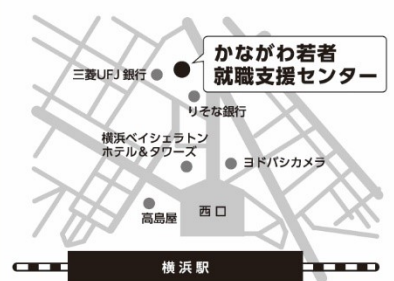 かながわ若者
就職支援センター
三菱UFJ銀行
りそな銀行
横浜ベイシェラトン
ホテル&タワーズ
ヨドバシカメラ
高島屋
西口
横浜駅